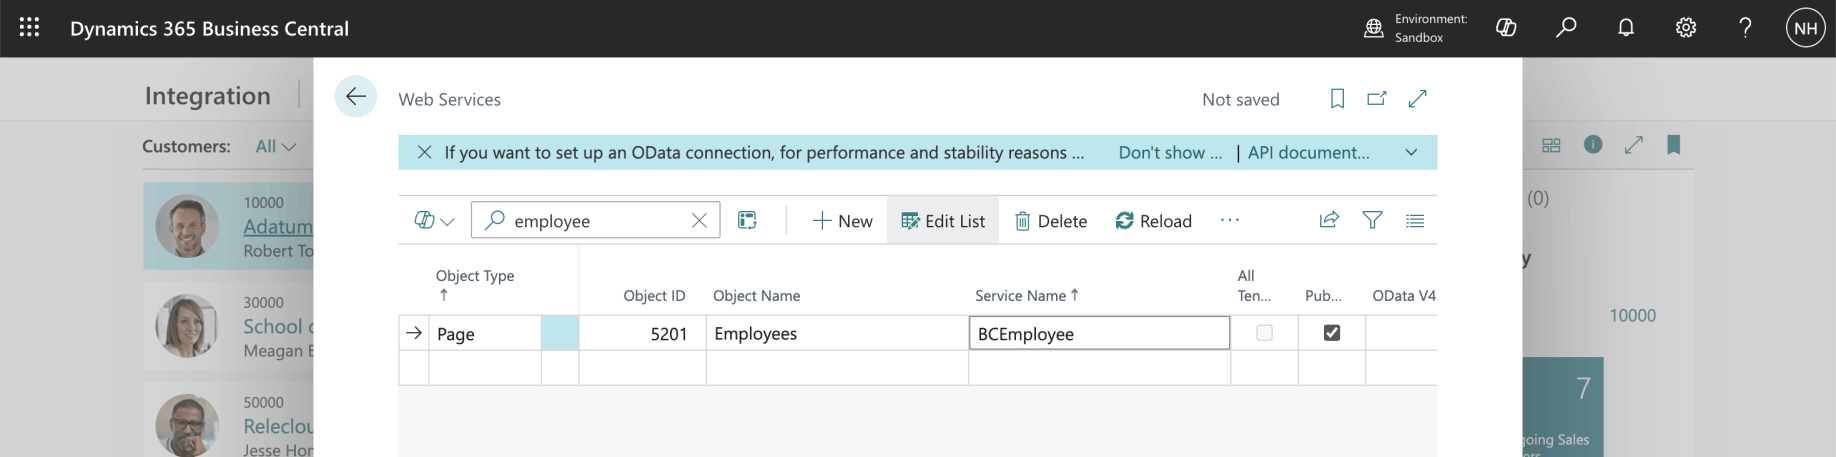 Dynamics 365 Business Central
Environment:
Sandbox
NH
Integration
Web Services
Not saved
Customers:
All
If you want to set up an OData connection, for performance and stability reasons ...
Don't show ...
| API document...
(0)
employee
New
Edit List
Delete
Reload
...
10000
Adatum
Robert To
Object Type
Object ID
Object Name
Service Name
All
Ten...
Pub...
OData V4
y
30000
School
Meagan
Page
5201
Employees
BCEmployee
10000
50000
Reeclou
Jesse Hor
7
going Sales